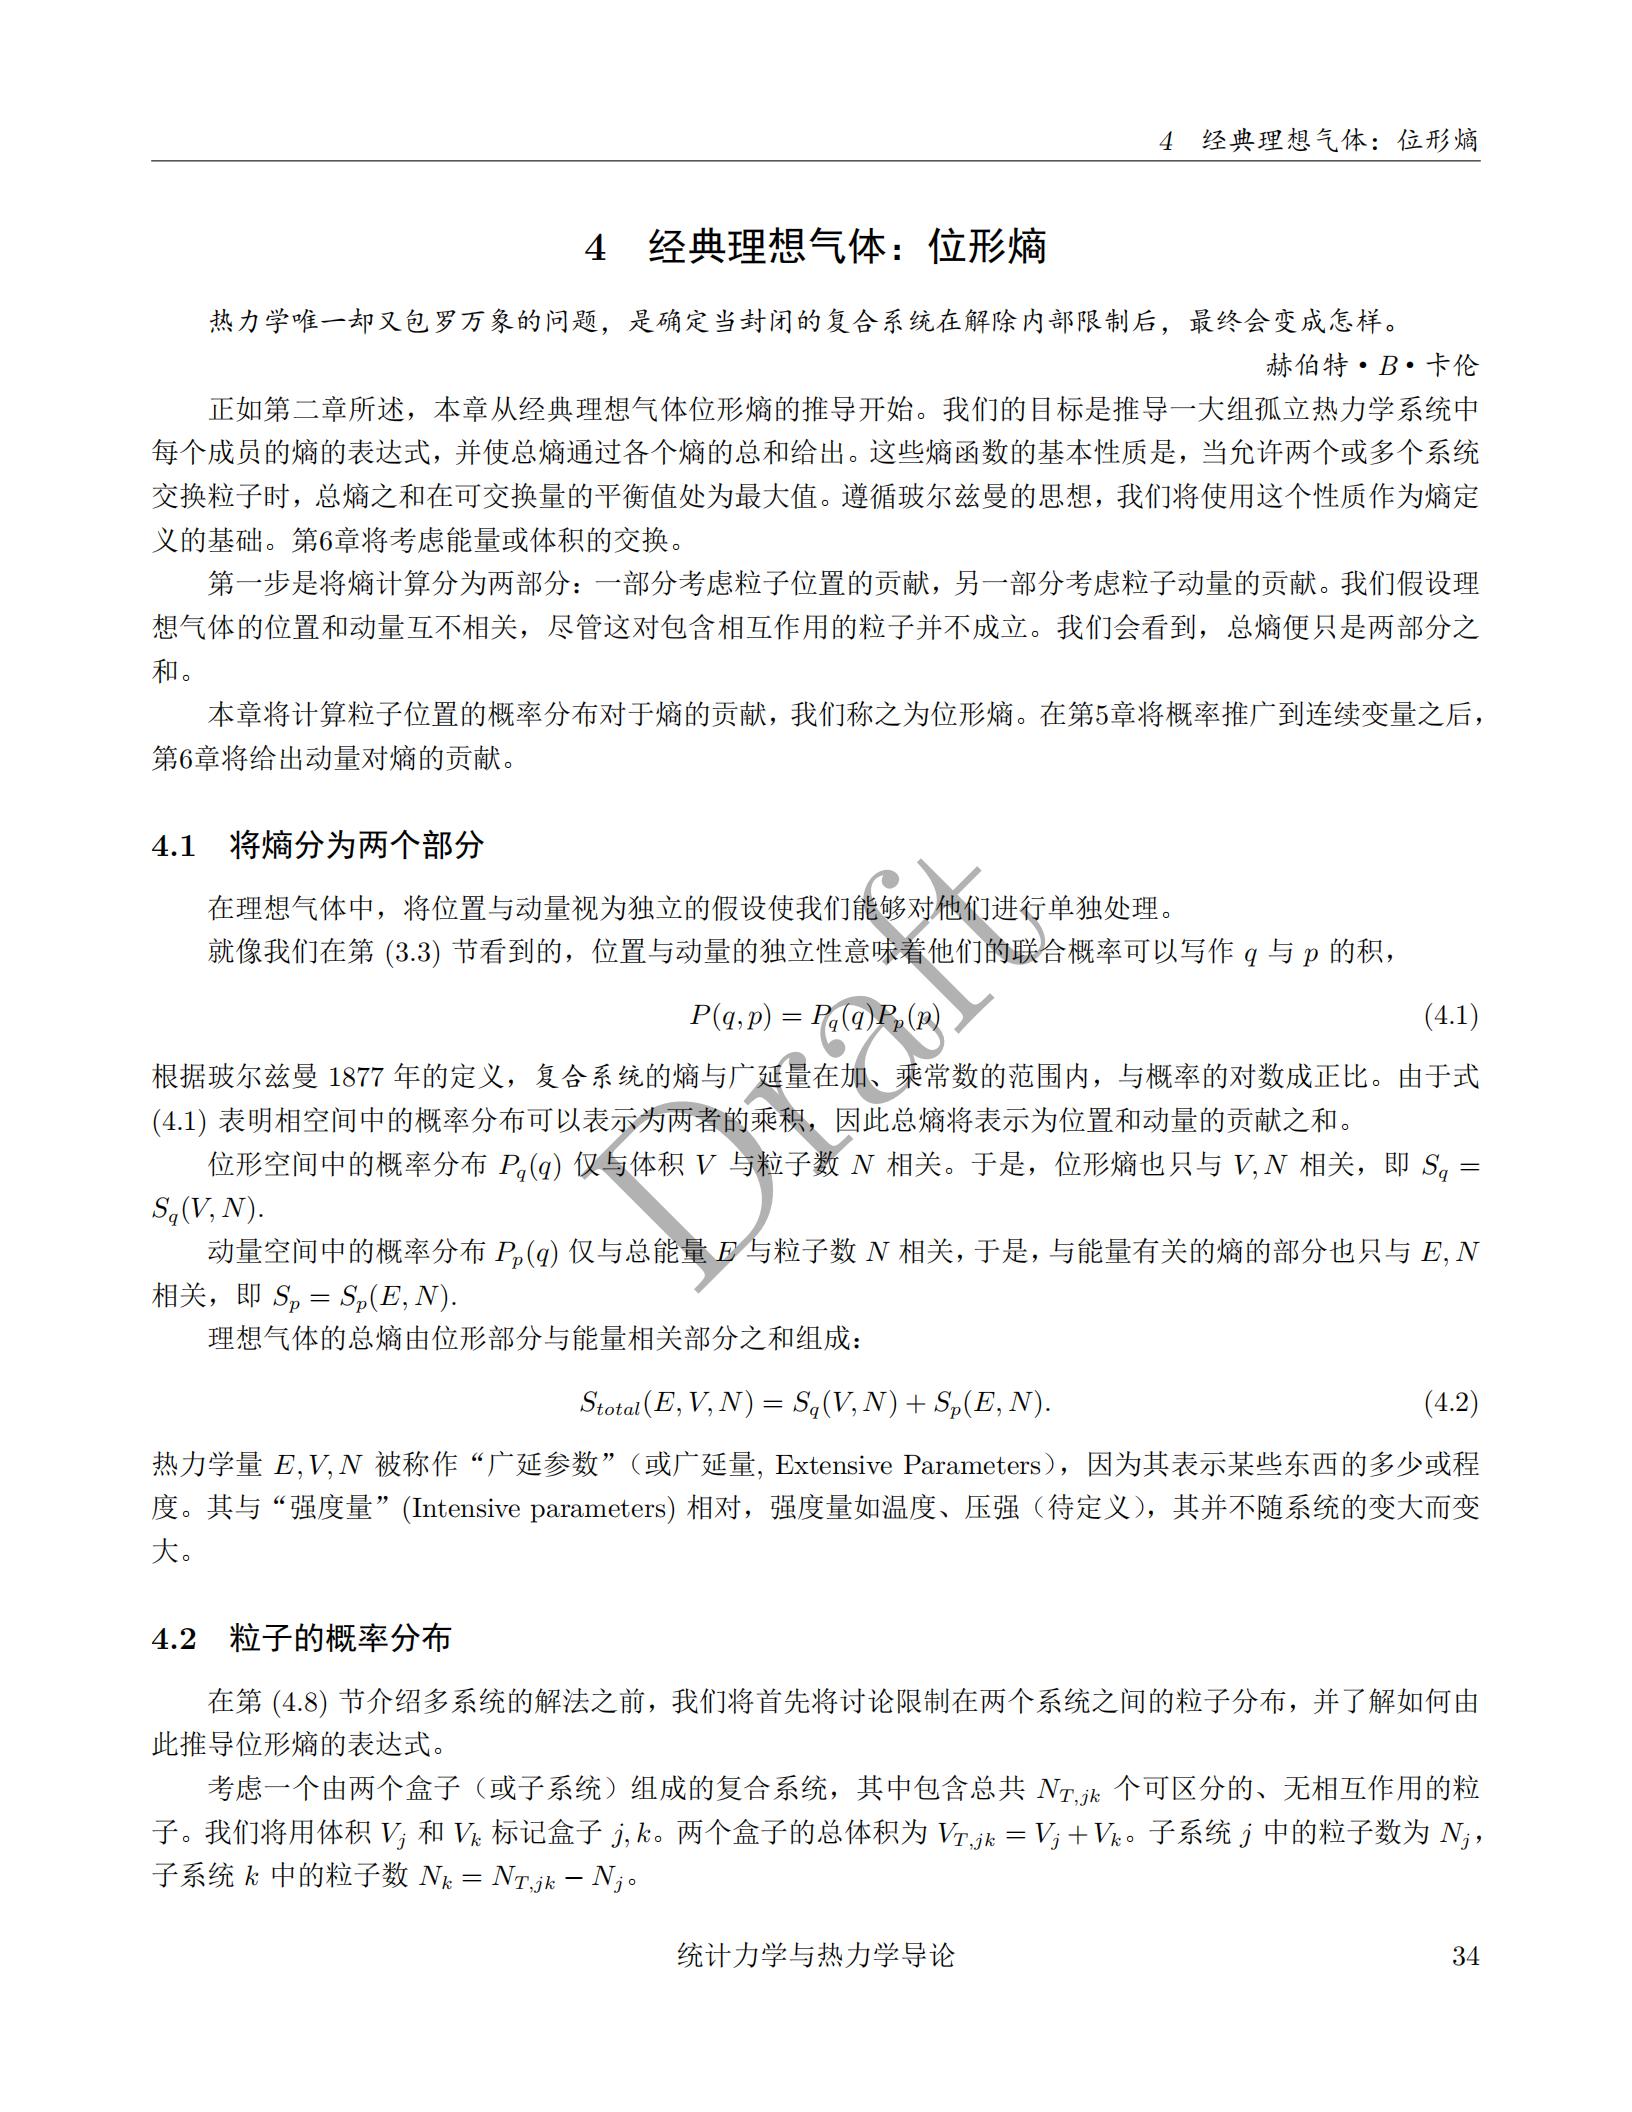 4 经典理想气体：位形熵
4 经典理想气体：位形熵
热力学唯一却又包罗万象的问题，是确定当封闭的复合系统在解除内部限制后，最终会变成怎样。
赫伯特·B·卡伦
正如第二章所述，本章从经典理想气体位形熵的推导开始。我们的目标是推导一大组孤立热力学系统中
每个成员的熵的表达式，并使总熵通过各个熵的总和给出。这些熵函数的基本性质是，当允许两个或多个系统
交换粒子时，总熵之和在可交换量的平衡值处为最大值。遵循玻尔兹曼的思想，我们将使用这个性质作为熵定
义的基础。第6章将考虑能量或体积的交换。
第一步是将熵计算分为两部分：一部分考虑粒子位置的贡献，另一部分考虑粒子动量的贡献。我们假设理
想气体的位置和动量互不相关，尽管这对包含相互作用的粒子并不成立。我们会看到，总熵便只是两部分之
和。
本章将计算粒子位置的概率分布对于熵的贡献，我们称之为位形熵。在第5章将概率推广到连续变量之后，
第6章将给出动量对熵的贡献。
4.1 将熵分为两个部分
在理想气体中，将位置与动量视为独立的假设使我们能够对他们进行单独处理。
就像我们在第 (3.3) 节看到的，位置与动量的独立性意味着他们的联合概率可以写作 q 与 p 的积，
P(q, p) = P_q(q)P_p(p) (4.1)
根据玻尔兹曼 1877 年的定义，复合系统的熵与广延量在加、乘常数的范围内，与概率的对数成正比。由于式
(4.1) 表明相空间中的概率分布可以表示为两者的乘积，因此总熵将表示为位置和动量的贡献之和。
位形空间中的概率分布 P_q(q) 仅与体积 V 与粒子数 N 相关。于是，位形熵也只与 V, N 相关，即 S_q =
S_q(V, N).
动量空间中的概率分布 P_p(q) 仅与总能量 E 与粒子数 N 相关，于是，与能量有关的熵的部分也只与 E, N
相关，即 S_p = S_p(E, N).
理想气体的总熵由位形部分与能量相关部分之和组成：
S_total(E, V, N) = S_q(V, N) + S_p(E, N). (4.2)
热力学量 E, V, N 被称作“广延参数”（或广延量, Extensive Parameters），因为其表示某些东西的多少或程
度。其与“强度量”(Intensive parameters) 相对，强度量如温度、压强（待定义），其并不随系统的变大而变
大。
4.2 粒子的概率分布
在第 (4.8) 节介绍多系统的解法之前，我们将首先将讨论限制在两个系统之间的粒子分布，并了解如何由
此推导位形熵的表达式。
考虑一个由两个盒子（或子系统）组成的复合系统，其中包含总共 N_{T,jk} 个可区分的、无相互作用的粒
子。我们将用体积 V_j 和 V_k 标记盒子 j, k。两个盒子的总体积为 V_{T,jk} = V_j + V_k。子系统 j 中的粒子数为 N_j，
子系统 k 中的粒子数 N_k = N_{T,jk} − N_j。
统计力学与热力学导论 34
Draft